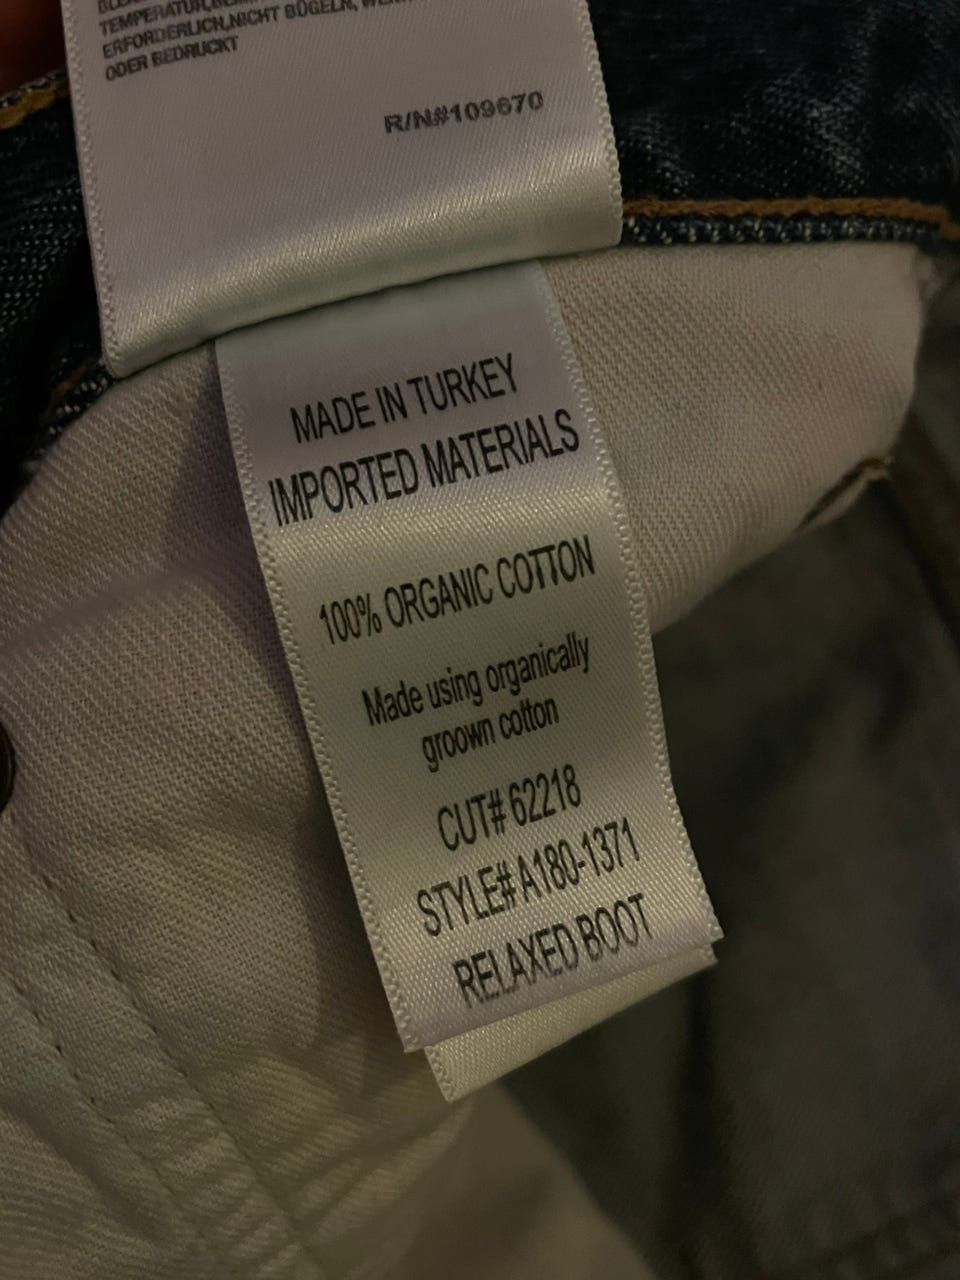 TEMPERATUR,
ERFORDERLICH,NICHT BÜGELN,
ODER BEDRUCKT
R/N#109670
MADE IN TURKEY
IMPORTED MATERIALS
100% ORGANIC COTTON
Made using organically
groown cotton
CUT# 62218
STYLE# A180-1371
RELAXED BOOT